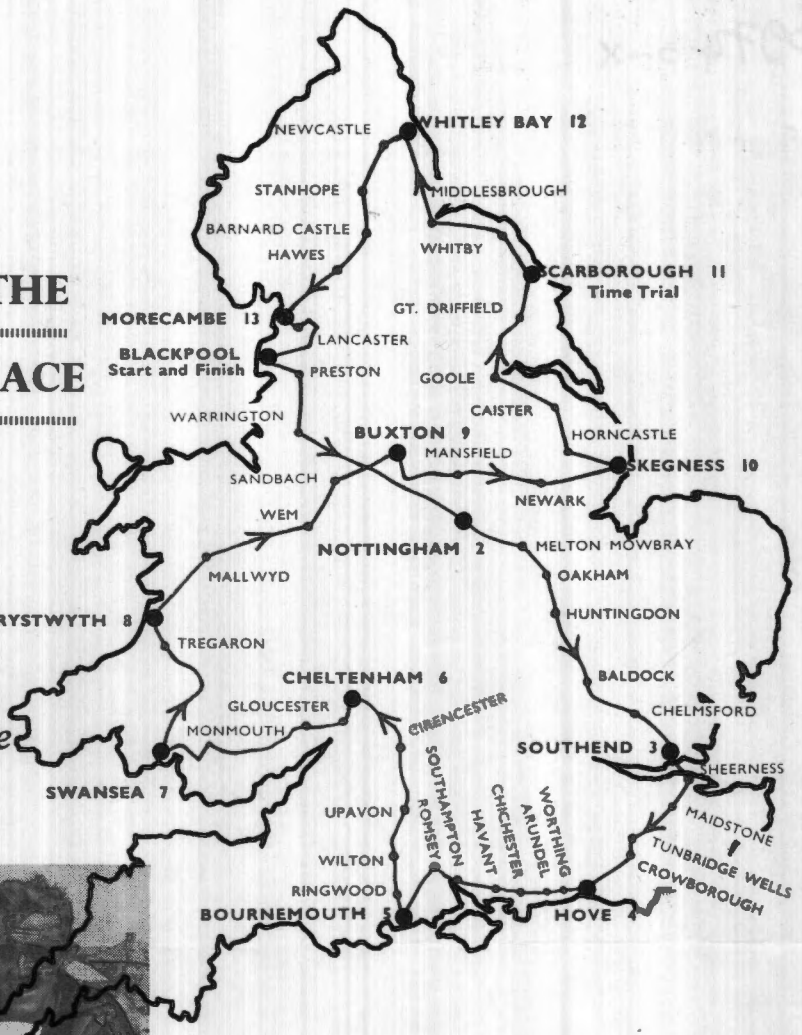 WHITLEY BAY 12
NEWCASTLE
STANHOPE
MIDDLESBROUGH
BARNARD CASTLE
WHITBY
HAWES
THE
SCARBOROUGH 11
Time Trial
GT. DRIFFIELD
MORECAMBE 13
LANCASTER
BLACKPOOL
Start and Finish
PRESTON
ACE
GOOLE
CAISTER
WARRINGTON
BUXTON 9
HORNCASTLE
MANSFIELD
SKEGNESS 10
SANDBACH
NEWARK
WEM
NOTTINGHAM 2
MELTON MOWBRAY
MALLWYD
OAKHAM
HUNTINGDON
RYSTWYTH 8
TREGARON
BALDOCK
CHELTENHAM 6
GLOUCESTER
CIRENCESTER
CHELMSFORD
MONMOUTH
SOUTHEND 3
e
SHEERNESS
SWANSEA 7
SOUTHAMPTON
ROMSEY
HAVANT
CHICHESTER
ARUNDEL
WORTHING
UPAVON
MAIDSTONE
TUNBRIDGE WELLS
WILTON
CROWBOROUGH
RINGWOOD
BOURNEMOUTH 5
HOVE 4